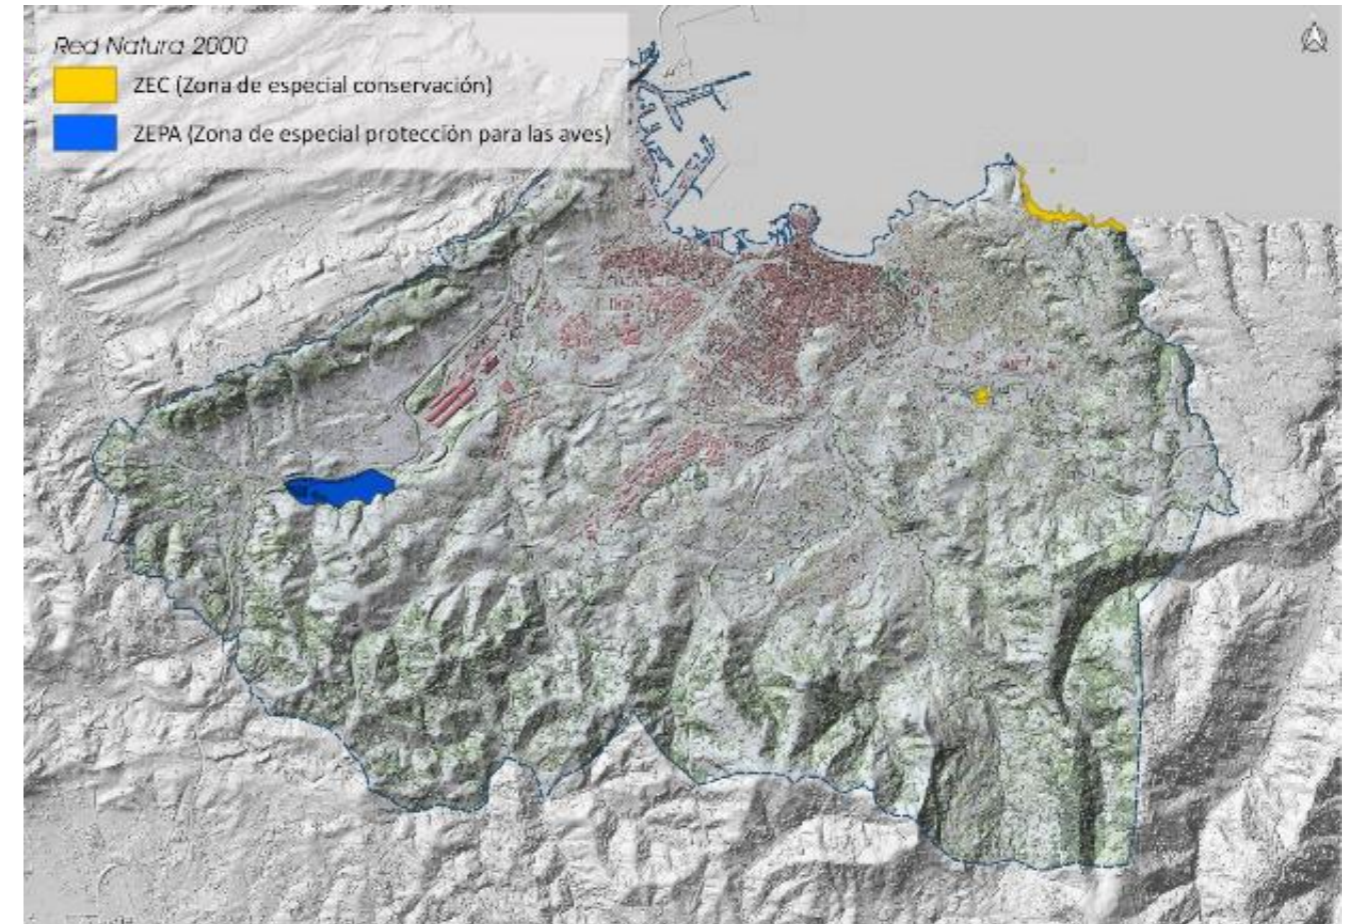 Red Natura 2000
ZEC (Zona de especial conservación)
ZEPA (Zona de especial protección para las aves)